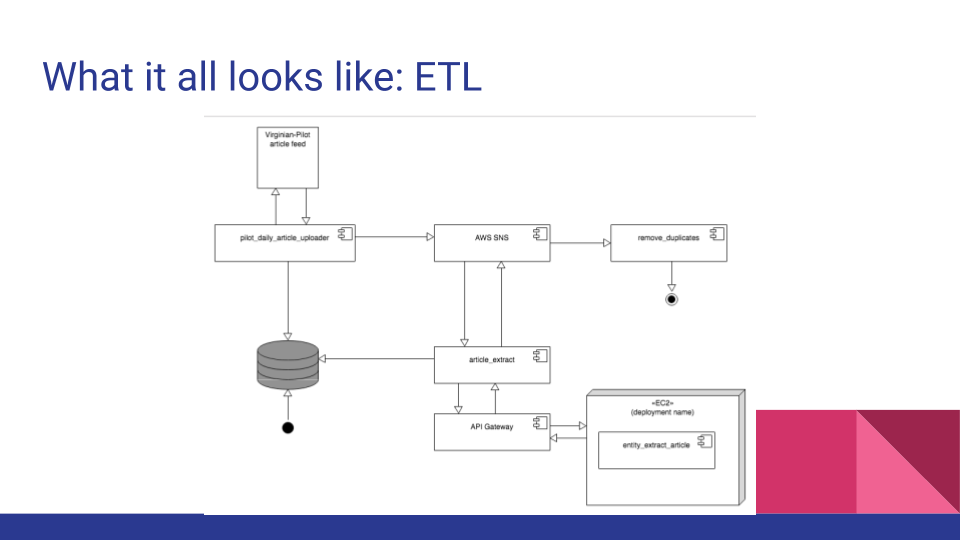 What it all looks like: ETL
Virginian-Pilot
article feed
pilot_daily_article_uploader
AWS SNS
remove_duplicates
article_extract
API Gateway
«EC2»
(deployment name)
entity_extract_article